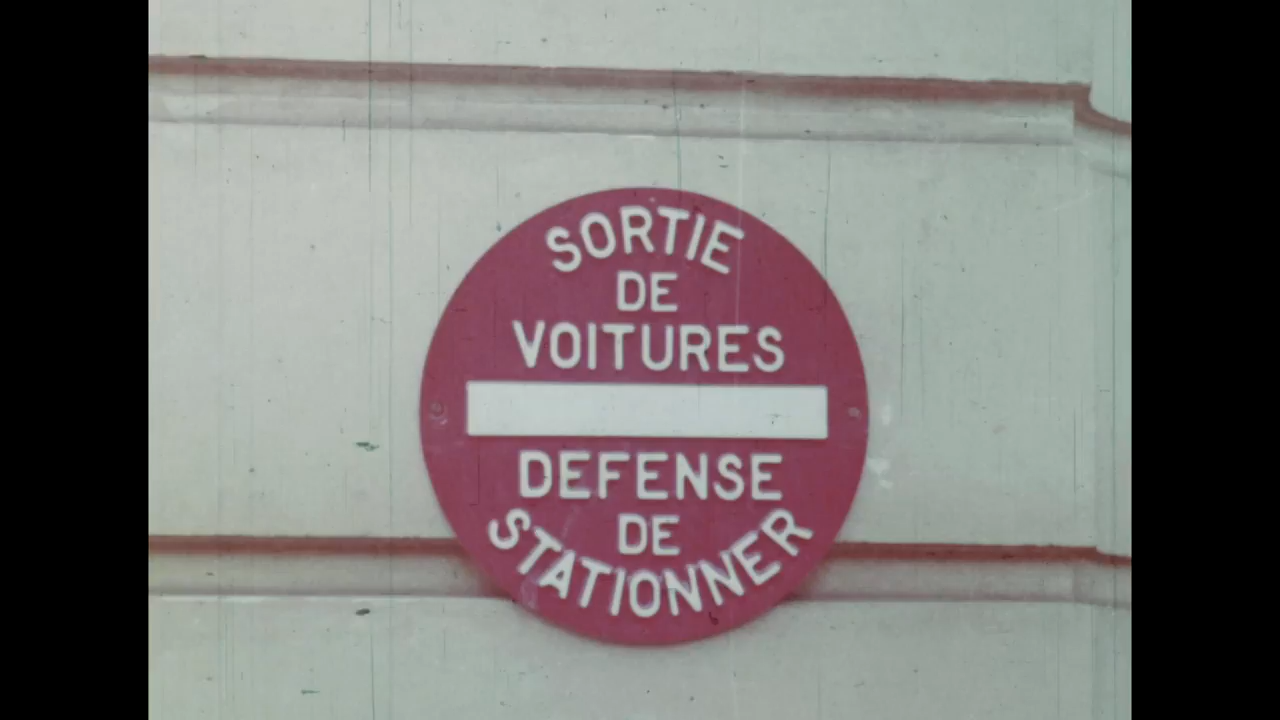 SORTIE
DE
VOITURES
DEFENSE
DE
STATIONNER